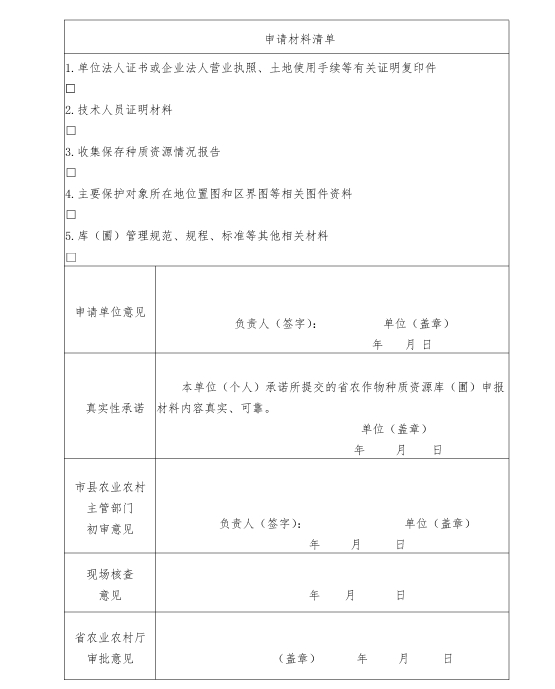 申请材料清单
1.单位法人证书或企业法人营业执照、土地使用手续等有关证明复印件
□
2.技术人员证明材料
□
3.收集保存种质资源情况报告
□
4.主要保护对象所在地位置图和区界图等相关图件资料
□
5.库（圃）管理规范、规程、标准等其他相关材料
□
申请单位意见
负责人（签字）： 单位（盖章）
年 月 日
真实性承诺
本单位（个人）承诺所提交的省农作物种质资源库（圃）申报
材料内容真实、可靠。
单位（盖章）
年 月 日
市县农业农村
主管部门
初审意见
负责人（签字）： 单位（盖章）
年 月 日
现场核查
意见
年 月 日
省农业农村厅
审批意见
（盖章） 年 月 日